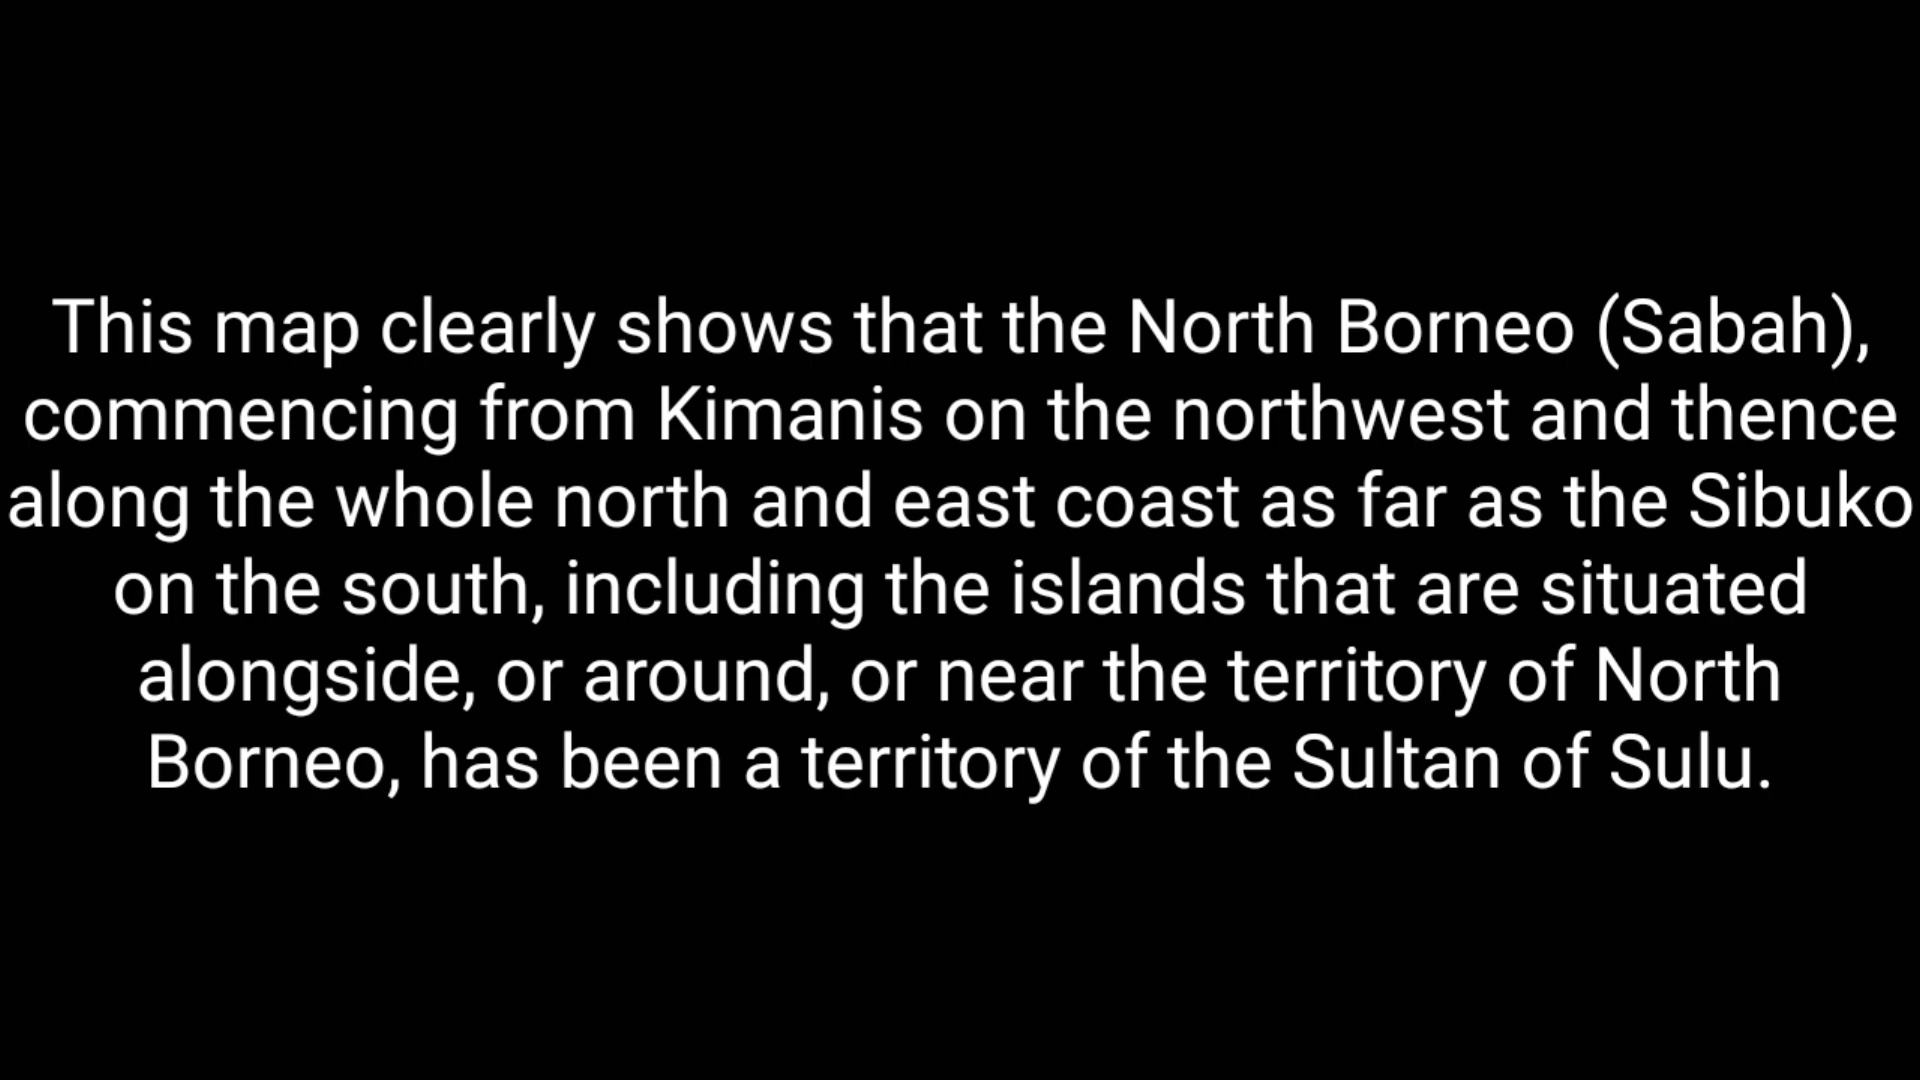 This map clearly shows that the North Borneo (Sabah),
commencing from Kimanis on the northwest and thence
along the whole north and east coast as far as the Sibuko
on the south, including the islands that are situated
alongside, or around, or near the territory of North
Borneo, has been a territory of the Sultan of Sulu.